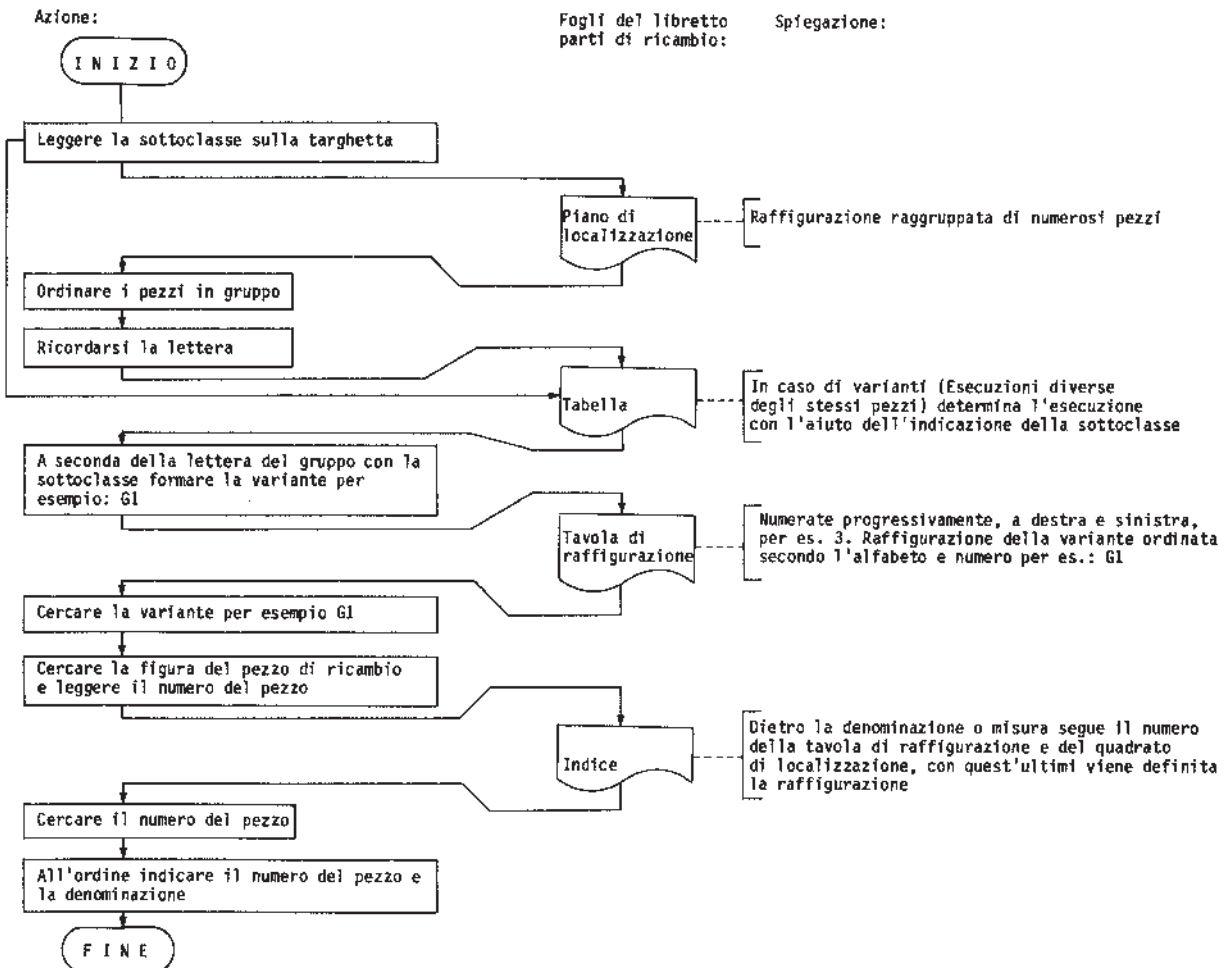 Azione:
Fogli del libretto
parti di ricambio:
Spiegazione:
I N I Z I O
Leggere la sottoclasse sulla targhetta
Piano di
localizzazione
Raffigurazione raggruppata di numerosi pezzi
Ordinare i pezzi in gruppo
Ricordarsi la lettera
Tabella
In caso di varianti (Esecuzioni diverse
degli stessi pezzi) determina l'esecuzione
con l'aiuto dell'indicazione della sottoclasse
A seconda della lettera del gruppo con la
sottoclasse formare la variante per
esempio: G1
Tavola di
raffigurazione
Numerate progressivamente, a destra e sinistra,
per es. 3. Raffigurazione della variante ordinata
secondo l'alfabeto e numero per es.: G1
Cercare la variante per esempio G1
Cercare la figura del pezzo di ricambio
e leggere il numero del pezzo
Indice
Dietro la denominazione o misura segue il numero
della tavola di raffigurazione e del quadrato
di localizzazione, con quest'ultimi viene definita
la raffigurazione
Cercare il numero del pezzo
All'ordine indicare il numero del pezzo e
la denominazione
F I N E